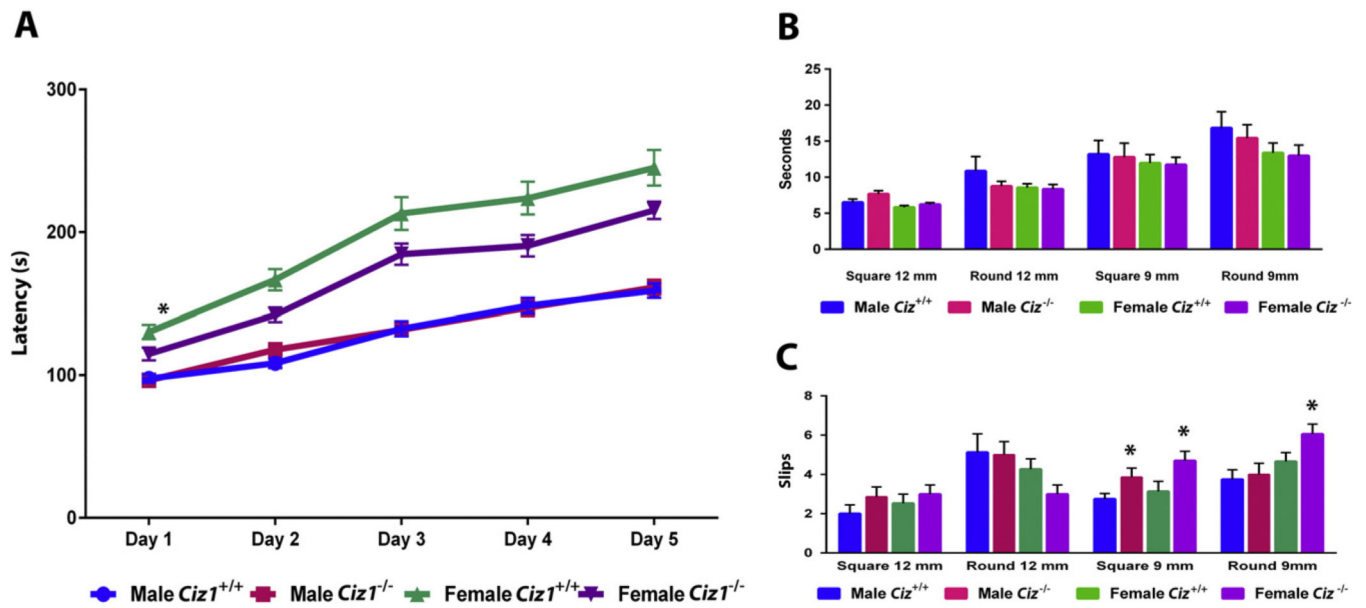 A
300
200
100
0
Latency (s)
Day 1 Day 2 Day 3 Day 4 Day 5
*
Male Ciz1+/+ Male Ciz1-/- Female Ciz1+/+ Female Ciz1-/-
B
25
20
15
10
5
0
Seconds
Square 12 mm Round 12 mm Square 9 mm Round 9mm
Male Ciz+/+ Male Ciz-/- Female Ciz+/+ Female Ciz-/-
C
8
6
4
2
0
Slips
* * *
Square 12 mm Round 12 mm Square 9 mm Round 9mm
Male Ciz+/+ Male Ciz-/- Female Ciz+/+ Female Ciz-/-